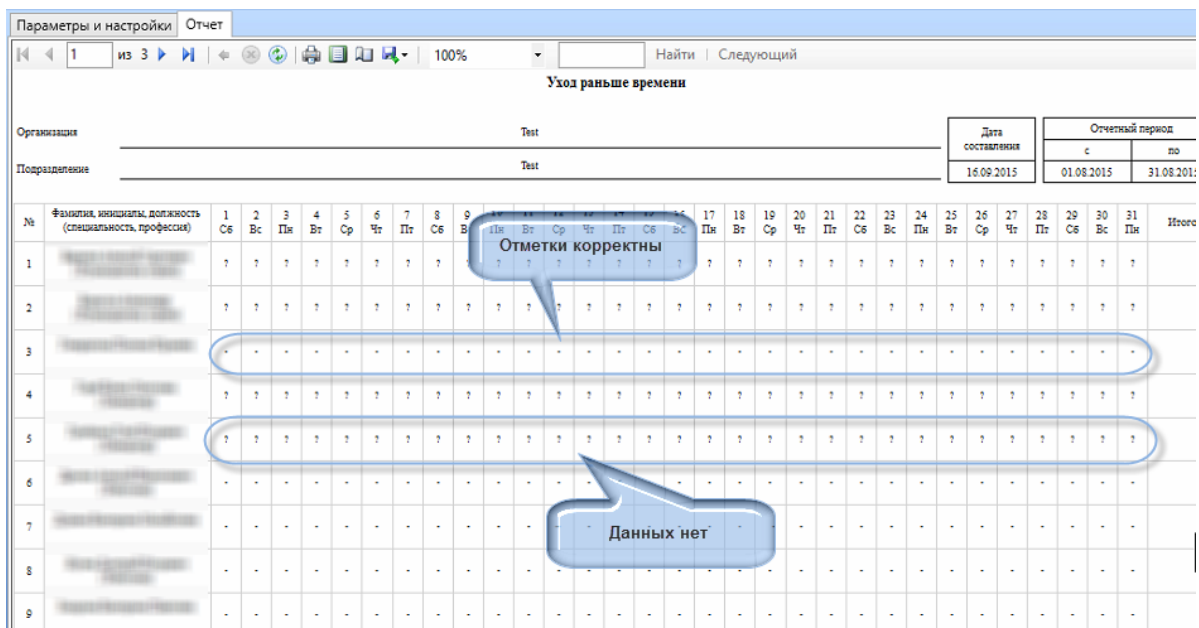 Параметры и настройки Отчет
1 из 3 100% Найти | Следующий
Уход раньше времени
Организация Test
Подразделение Test
Дата составления
16.09.2015
Отчетный период
с по
01.08.2015 31.08.2015
№ Фамилия, инициалы, должность (специальность, профессия) 1 Сб 2 Вс 3 Пн 4 Вт 5 Ср 6 Чт 7 Пт 8 Сб 9 17 Пн 18 Вт 19 Ср 20 Чт 21 Пт 22 Сб 23 Вс 24 Пн 25 Вт 26 Ср 27 Чт 28 Пт 29 Сб 30 Вс 31 Пн
Отметки корректны
1 ? ? ? ? ? ? ? ? ? ? ? ? ? ? ? ? ? ? ? ? ? ? ? ? ? ? ? ? ? ? ?
2 ? ? ? ? ? ? ? ? ? ? ? ? ? ? ? ? ? ? ? ? ? ? ? ? ? ? ? ? ? ?
3 - - - - - - - - - - - - - - - - - - - - - - - - - - - - - - -
4 ? ? ? ? ? ? ? ? ? ? ? ? ? ? ? ? ? ? ? ? ? ? ? ? ? ? ? ? ? ? ?
5 ? ? ? ? ? ? ? ? ? ? ? ? ? ? ? ? ? ? ? ? ? ? ? ? ? ? ? ? ? ? ?
6 - - - - - - - - - - - - - - - - - - - - - - - - - - - - - - -
7 - - - - - - - - - - - - - - - - - - - - - - - - - - - -
Данных нет
8 - - - - - - - - - - - - - - - - - - - - - - - - - - - - - - -
9 - - - - - - - - - - - - - - - - - - - - - - - - - - - - - - -